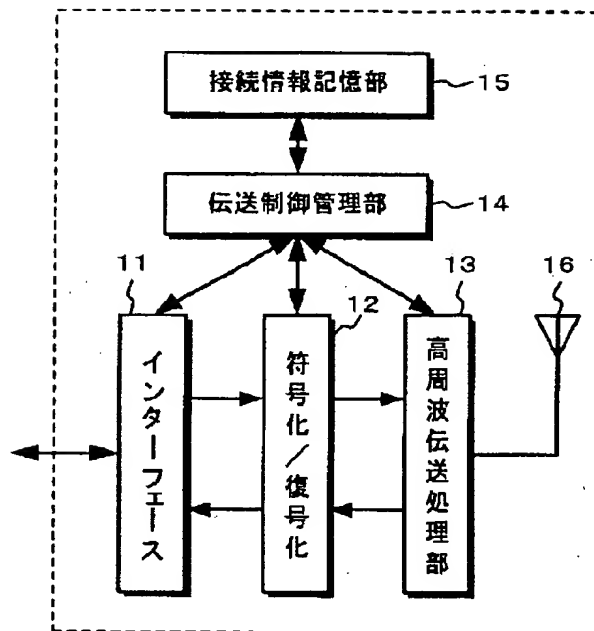 接続情報記憶部
15
伝送制御管理部
14
11
12
13
16
インターフェース
符号化／復号化
高周波伝送処理部